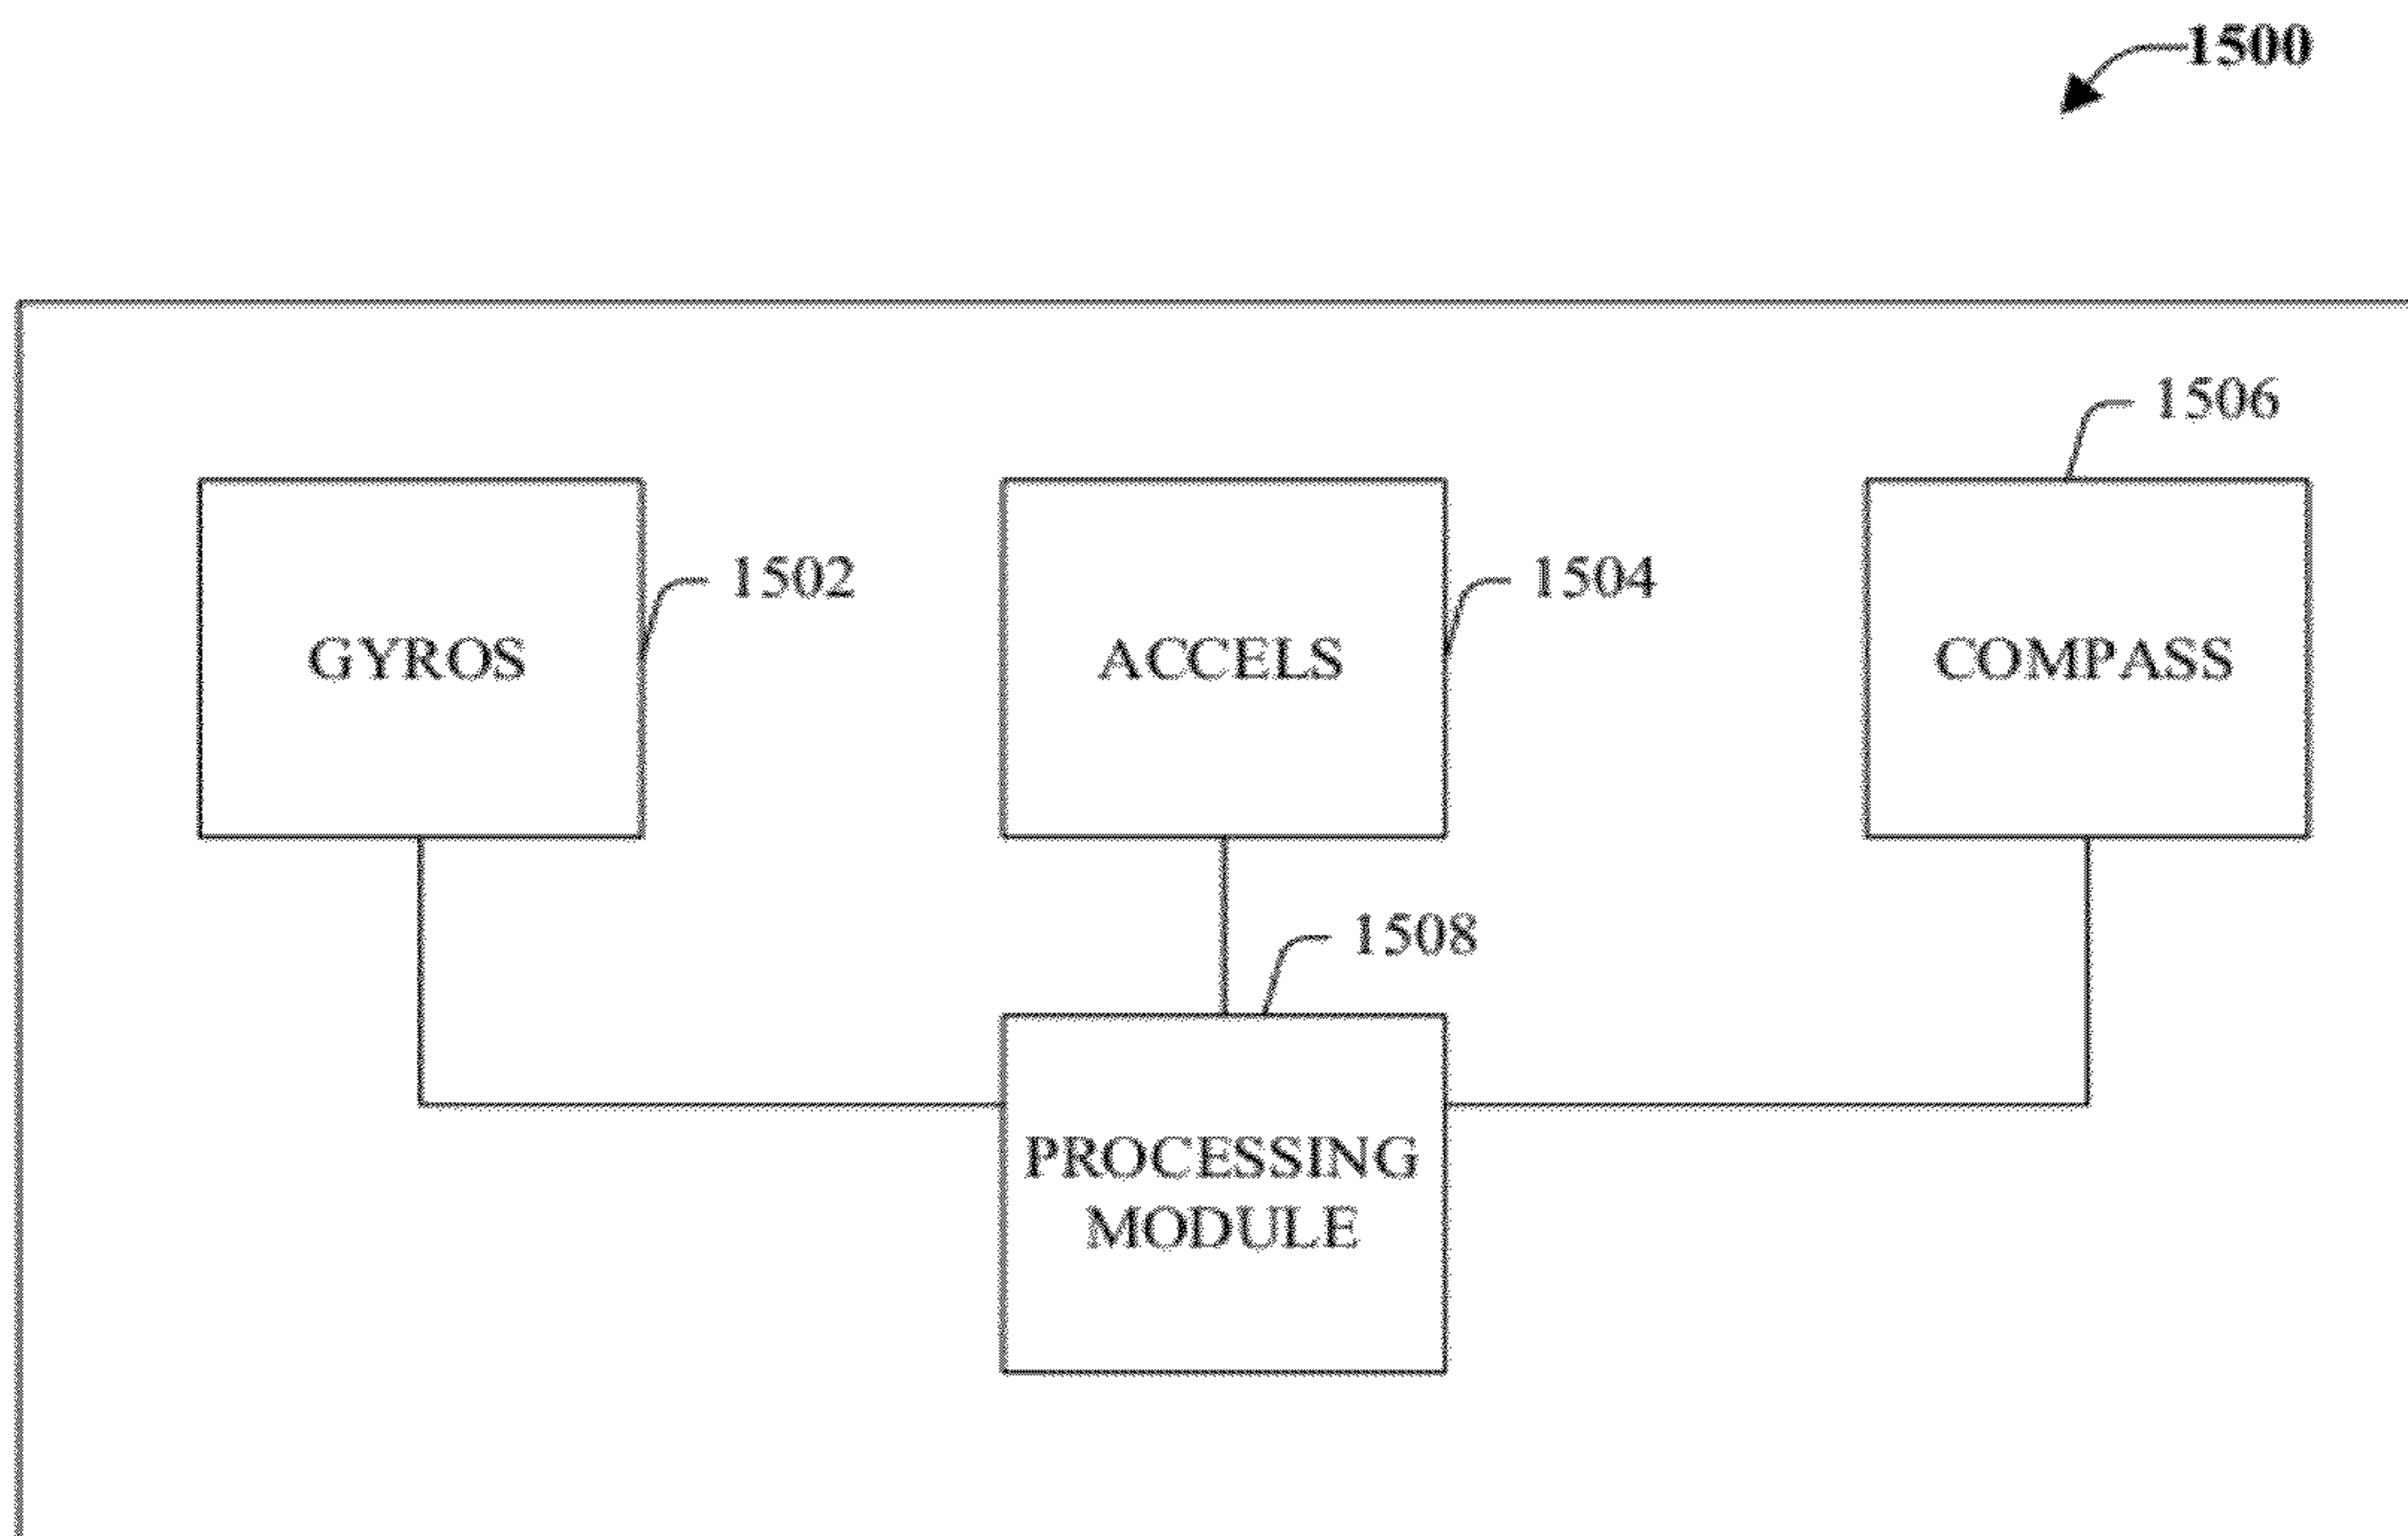 1500
1506
1502
1504
GYROS
ACCELS
COMPASS
1508
PROCESSING
MODULE